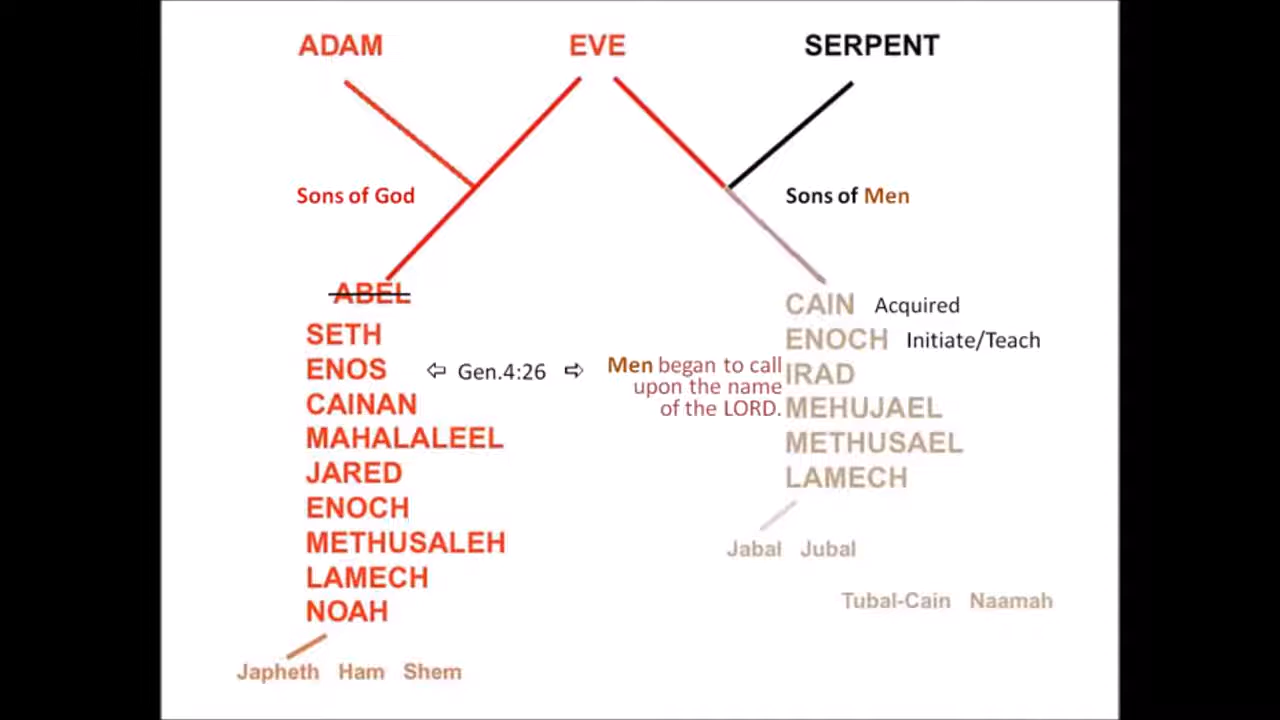 ADAM EVE SERPENT
Sons of God Sons of Men
ABEL
SETH
ENOS
CAINAN
MAHALALEEL
JARED
ENOCH
METHUSALEH
LAMECH
NOAH
Japheth Ham Shem
⇦ Gen.4:26 ⇨
Men began to call
upon the name
of the LORD.
CAIN Acquired
ENOCH Initiate/Teach
IRAD
MEHUJAEL
METHUSAEL
LAMECH
Jabal Jubal
Tubal-Cain Naamah